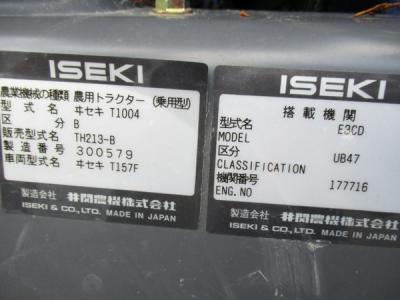 ISEKI
農業機械の種類 農用トラクター (乗用型)
型式名 ヰセキ T1004
区分 B
販売型式名 TH213-B
製造番号 300579
車両型式名 ヰセキ T157F
製造会社 井関農機株式会社
ISEKI & CO., LTD. MADE IN JAPAN
ISEKI
搭載機関
型式名 E3CD
MODEL
区分 UB47
CLASSIFICATION
機関番号 177716
ENG. NO
製造会社 井関農機株式会社
ISEKI & CO., LTD. MADE IN JAPAN